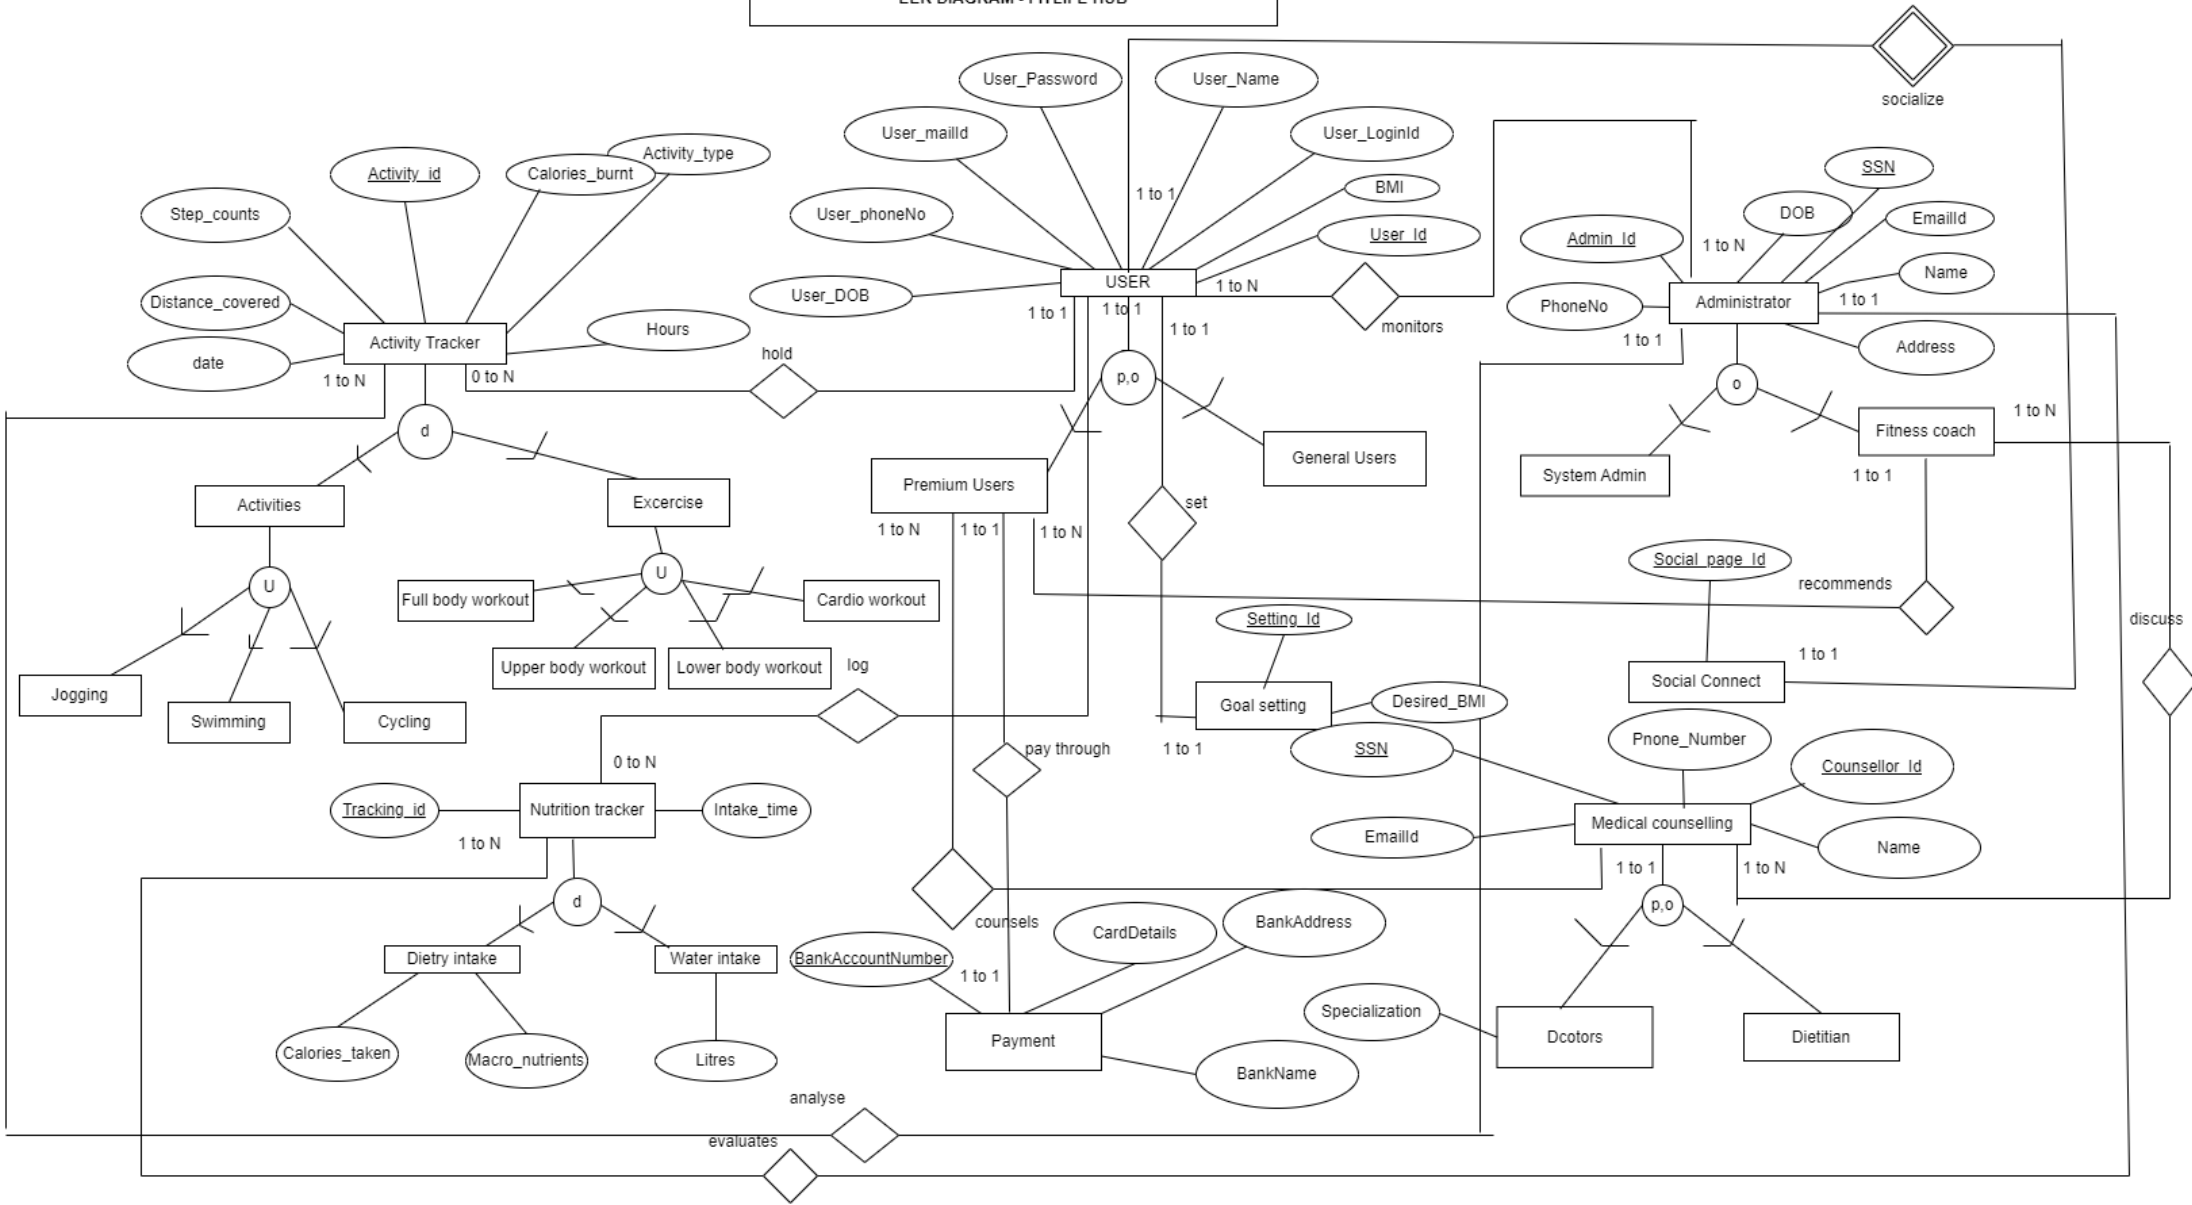 EER DIAGRAM - FITLIFE HUB
socialize
User_Password
User_Name
User_mailId
User_LoginId
Activity_type
Activity_id
Calories_burnt
SSN
BMI
1 to 1
Step_counts
User_phoneNo
DOB
EmailId
User_Id
Admin_Id
1 to N
Name
USER
1 to N
User_DOB
Distance_covered
1 to 1
Administrator
PhoneNo
1 to 1
1 to 1
1 to 1
monitors
Hours
Activity Tracker
1 to 1
Address
hold
date
1 to N
0 to N
p,o
o
1 to N
d
Fitness coach
General Users
System Admin
1 to 1
Premium Users
Activities
Excercise
set
1 to N
1 to 1
1 to N
Social_page_Id
U
U
recommends
Full body workout
Cardio workout
Setting_Id
discuss
1 to 1
log
Upper body workout
Lower body workout
Social Connect
Jogging
Goal setting
Desired_BMI
Swimming
Cycling
pay through
1 to 1
SSN
Pnone_Number
0 to N
Counsellor_Id
Tracking_id
Nutrition tracker
Intake_time
Medical counselling
EmailId
1 to N
Name
1 to 1
1 to N
d
p,o
counsels
CardDetails
BankAddress
Dietry intake
Water intake
BankAccountNumber
1 to 1
Specialization
Payment
Dcotors
Dietitian
Calories_taken
Macro_nutrients
Litres
BankName
analyse
evaluates